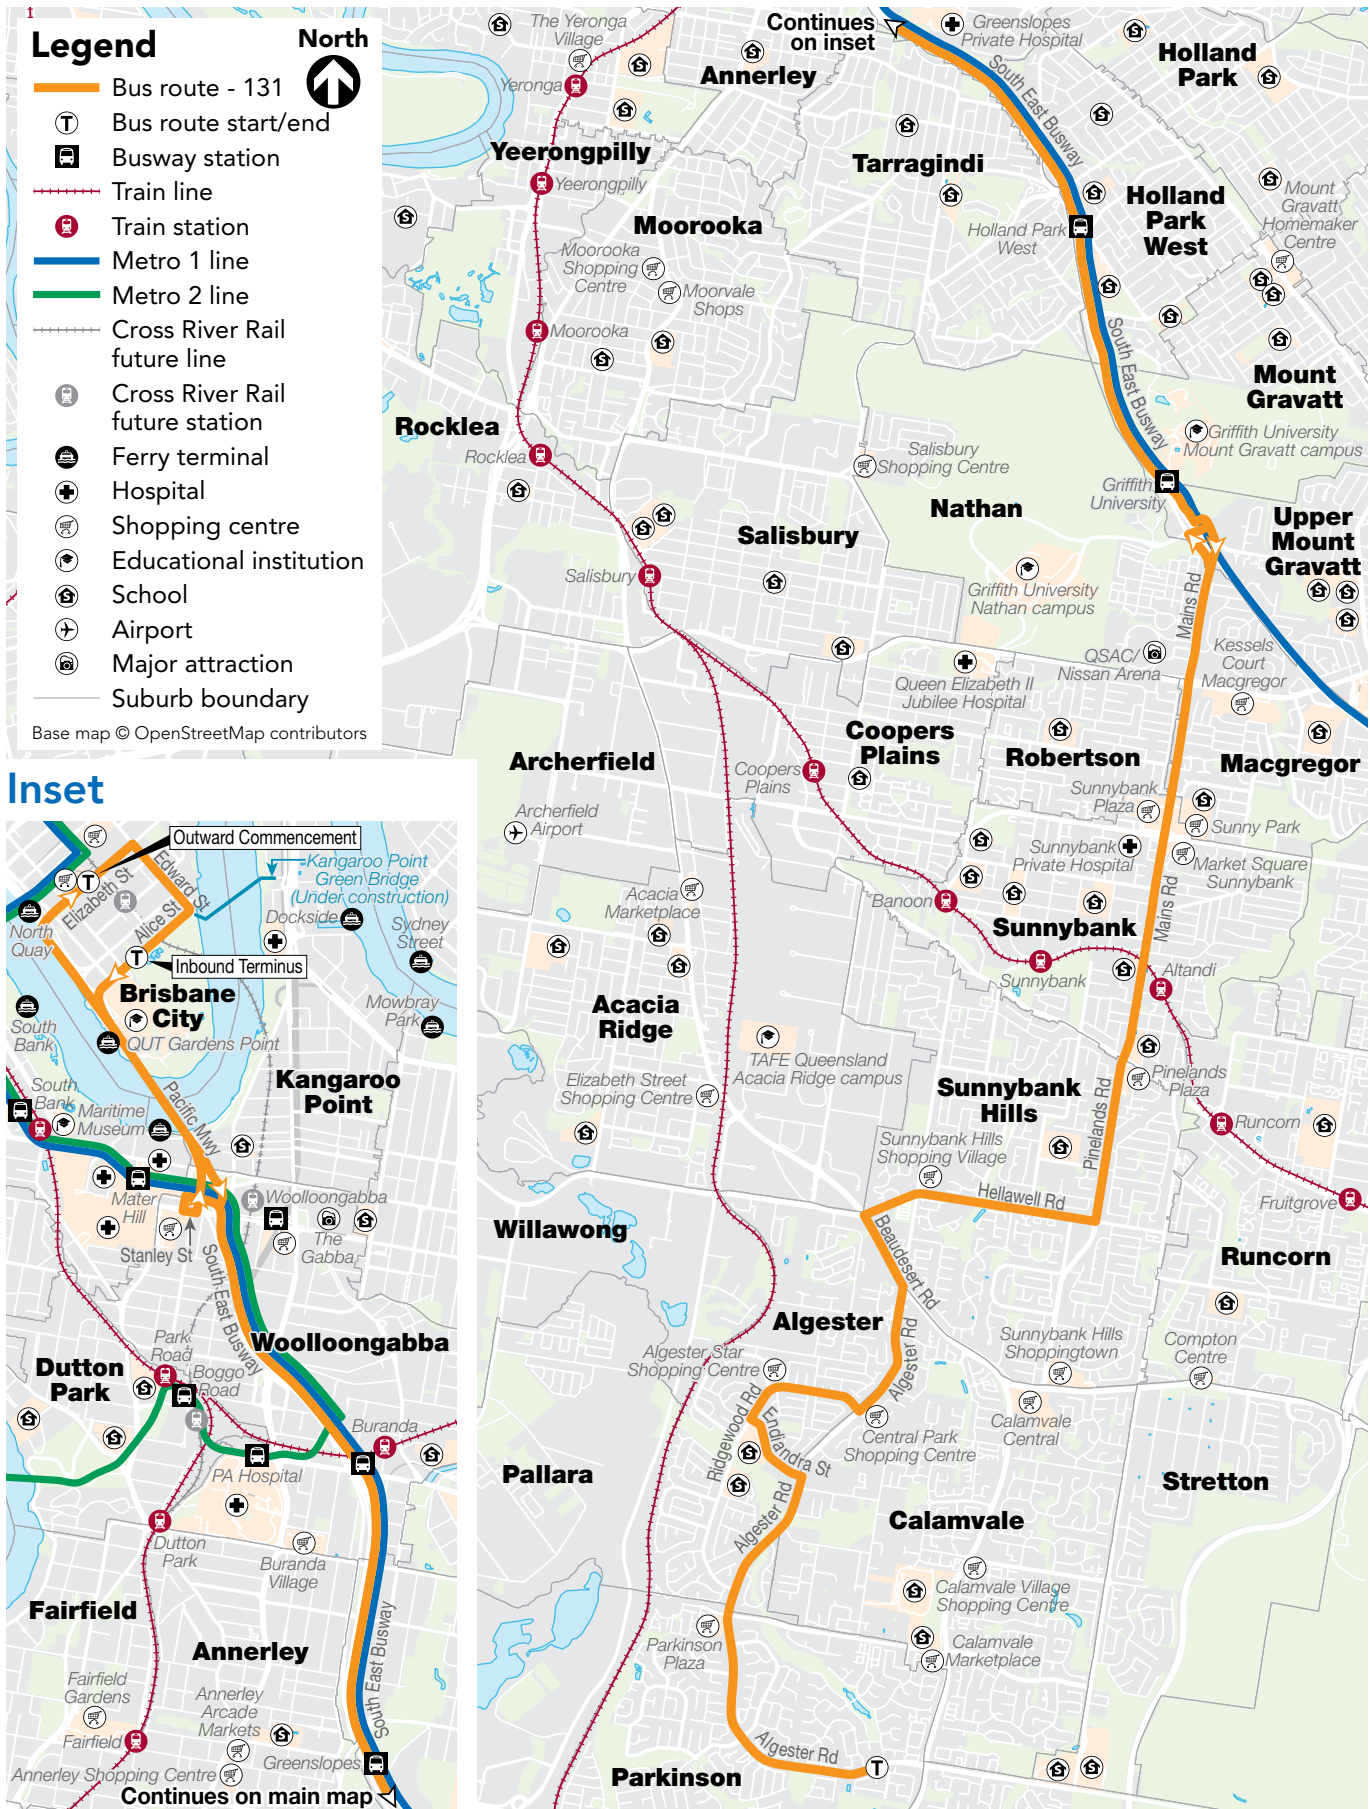 Legend
North
Bus route - 131
Bus route start/end
Busway station
Train line
Train station
Metro 1 line
Metro 2 line
Cross River Rail
future line
Cross River Rail
future station
Ferry terminal
Hospital
Shopping centre
Educational institution
School
Airport
Major attraction
Suburb boundary
Base map © OpenStreetMap contributors
The Yeronga
Village
Yeronga
Continues
on inset
Greenslopes
Private Hospital
Annerley
Holland
Park
South East Busway
Yeerongpilly
Yeerongpilly
Tarragindi
Moorooka
Holland Park
West
Holland
Park
West
Mount
Gravatt
Homemaker
Centre
Moorooka
Shopping
Centre
Moorvale
Shops
Moorooka
South East Busway
Mount
Gravatt
Rocklea
Rocklea
Salisbury
Shopping Centre
Griffith University
Mount Gravatt campus
Griffith
University
Nathan
Upper
Mount
Gravatt
Salisbury
Salisbury
Griffith University
Nathan campus
Mains Rd
QSAC/
Nissan Arena
Kessels
Court
Macgregor
Queen Elizabeth II
Jubilee Hospital
Coopers
Plains
Robertson
Macgregor
Archerfield
Coopers
Plains
Archerfield
Airport
Sunnybank
Plaza
Sunny Park
Sunnybank
Private Hospital
Market Square
Sunnybank
Acacia
Marketplace
Banoon
Sunnybank
Mains Rd
Sunnybank
Altandi
Acacia
Ridge
TAFE Queensland
Acacia Ridge campus
Elizabeth Street
Shopping Centre
Sunnybank
Hills
Pinelands
Plaza
Pinelands Rd
Runcorn
Sunnybank Hills
Shopping Village
Hellawell Rd
Fruitgrove
Willawong
Beaudesert Rd
Runcorn
Algester
Algester Rd
Algester Star
Shopping Centre
Sunnybank Hills
Shoppingtown
Compton
Centre
Ridgewood Rd
Endiandra St
Central Park
Shopping Centre
Calamvale
Central
Pallara
Stretton
Algester Rd
Calamvale
Calamvale Village
Shopping Centre
Parkinson
Plaza
Calamvale
Marketplace
Algester Rd
T
Parkinson
Inset
Outward Commencement
T
Elizabeth St
Edward St
Alice St
Kangaroo Point
Green Bridge
(Under construction)
Dockside
Sydney
Street
North
Quay
T
Inbound Terminus
Brisbane
City
Mowbray
Park
South
Bank
QUT Gardens Point
Kangaroo
Point
South
Bank
Maritime
Museum
Pacific Mwy
Mater
Hill
Woolloongabba
The
Gabba
Stanley St
South East Busway
Woolloongabba
Park
Road
Dutton
Park
Boggo
Road
Buranda
PA Hospital
Dutton
Park
Buranda
Village
Fairfield
Annerley
South East Busway
Fairfield
Gardens
Annerley
Arcade
Markets
Fairfield
Greenslopes
Annerley Shopping Centre
Continues on main map